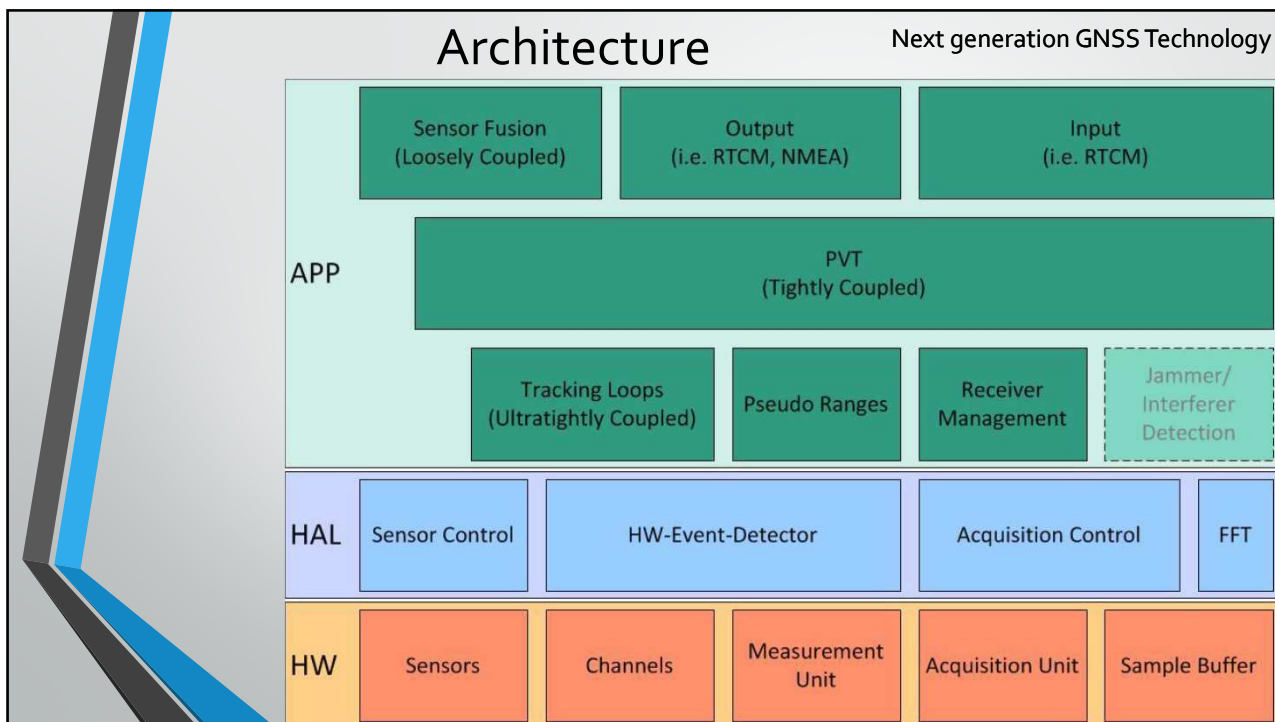 Architecture
Next generation GNSS Technology
Sensor Fusion
(Loosely Coupled)
Output
(i.e. RTCM, NMEA)
Input
(i.e. RTCM)
APP
PVT
(Tightly Coupled)
Tracking Loops
(Ultratightly Coupled)
Pseudo Ranges
Receiver
Management
Jammer/
Interferer
Detection
HAL
Sensor Control
HW-Event-Detector
Acquisition Control
FFT
HW
Sensors
Channels
Measurement
Unit
Acquisition Unit
Sample Buffer